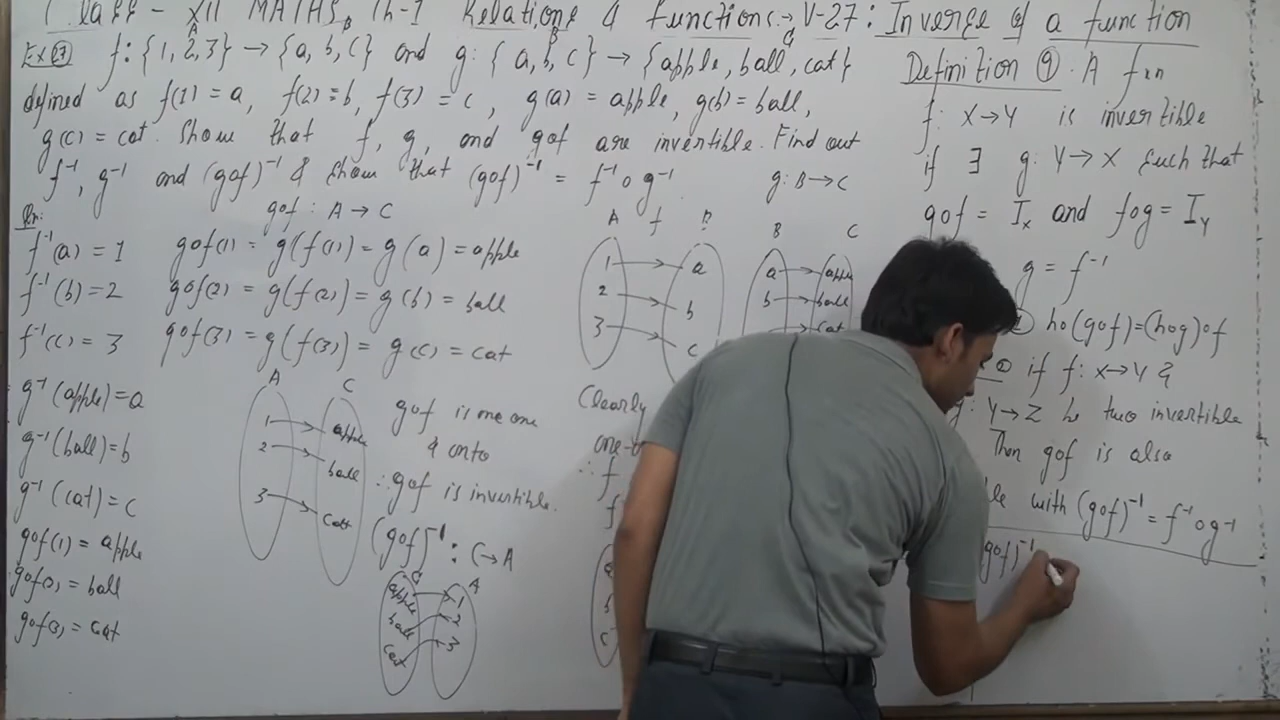 Class - XII MATHS, Ch-1 Relations & functions → V-27: Inverse of a function
Ex 27 f: {1, 2, 3} → {a, b, c} and g: {a, b, c} → {apple, ball, cat}
A B C
defined as f(1) = a, f(2) = b, f(3) = c, g(a) = apple, g(b) = ball,
g(c) = cat. Show that f, g, and gof are invertible. Find out
f⁻¹, g⁻¹ and (gof)⁻¹ & show that (gof)⁻¹ = f⁻¹og⁻¹
g: B → C
gof : A → C
f⁻¹(a) = 1
f⁻¹(b) = 2
f⁻¹(c) = 3
g⁻¹(apple) = a
g⁻¹(ball) = b
g⁻¹(cat) = c
gof(1) = apple
gof(2) = ball
gof(3) = cat
gof(1) = g(f(1)) = g(a) = apple
gof(2) = g(f(2)) = g(b) = ball
gof(3) = g(f(3)) = g(c) = cat
A C
1 apple
2 ball
3 cat
gof is one one
& onto
∴ gof is invertible.
(gof)⁻¹ : C → A
C A
apple 1
ball 2
cat 3
A f B
1 a
2 b
3 c
B C
a apple
b ball
cat
Clearly
one-
∴ f
f
Definition 9. A fxn
f: X → Y is invertible
if ∃ g: Y → X such that
gof = Iₓ and fog = I_Y
g = f⁻¹
ho(gof) = (hog)of
if f: X → Y &
g: Y → Z be two invertible
Then gof is also
ble with (gof)⁻¹ = f⁻¹og⁻¹
(gof)⁻¹